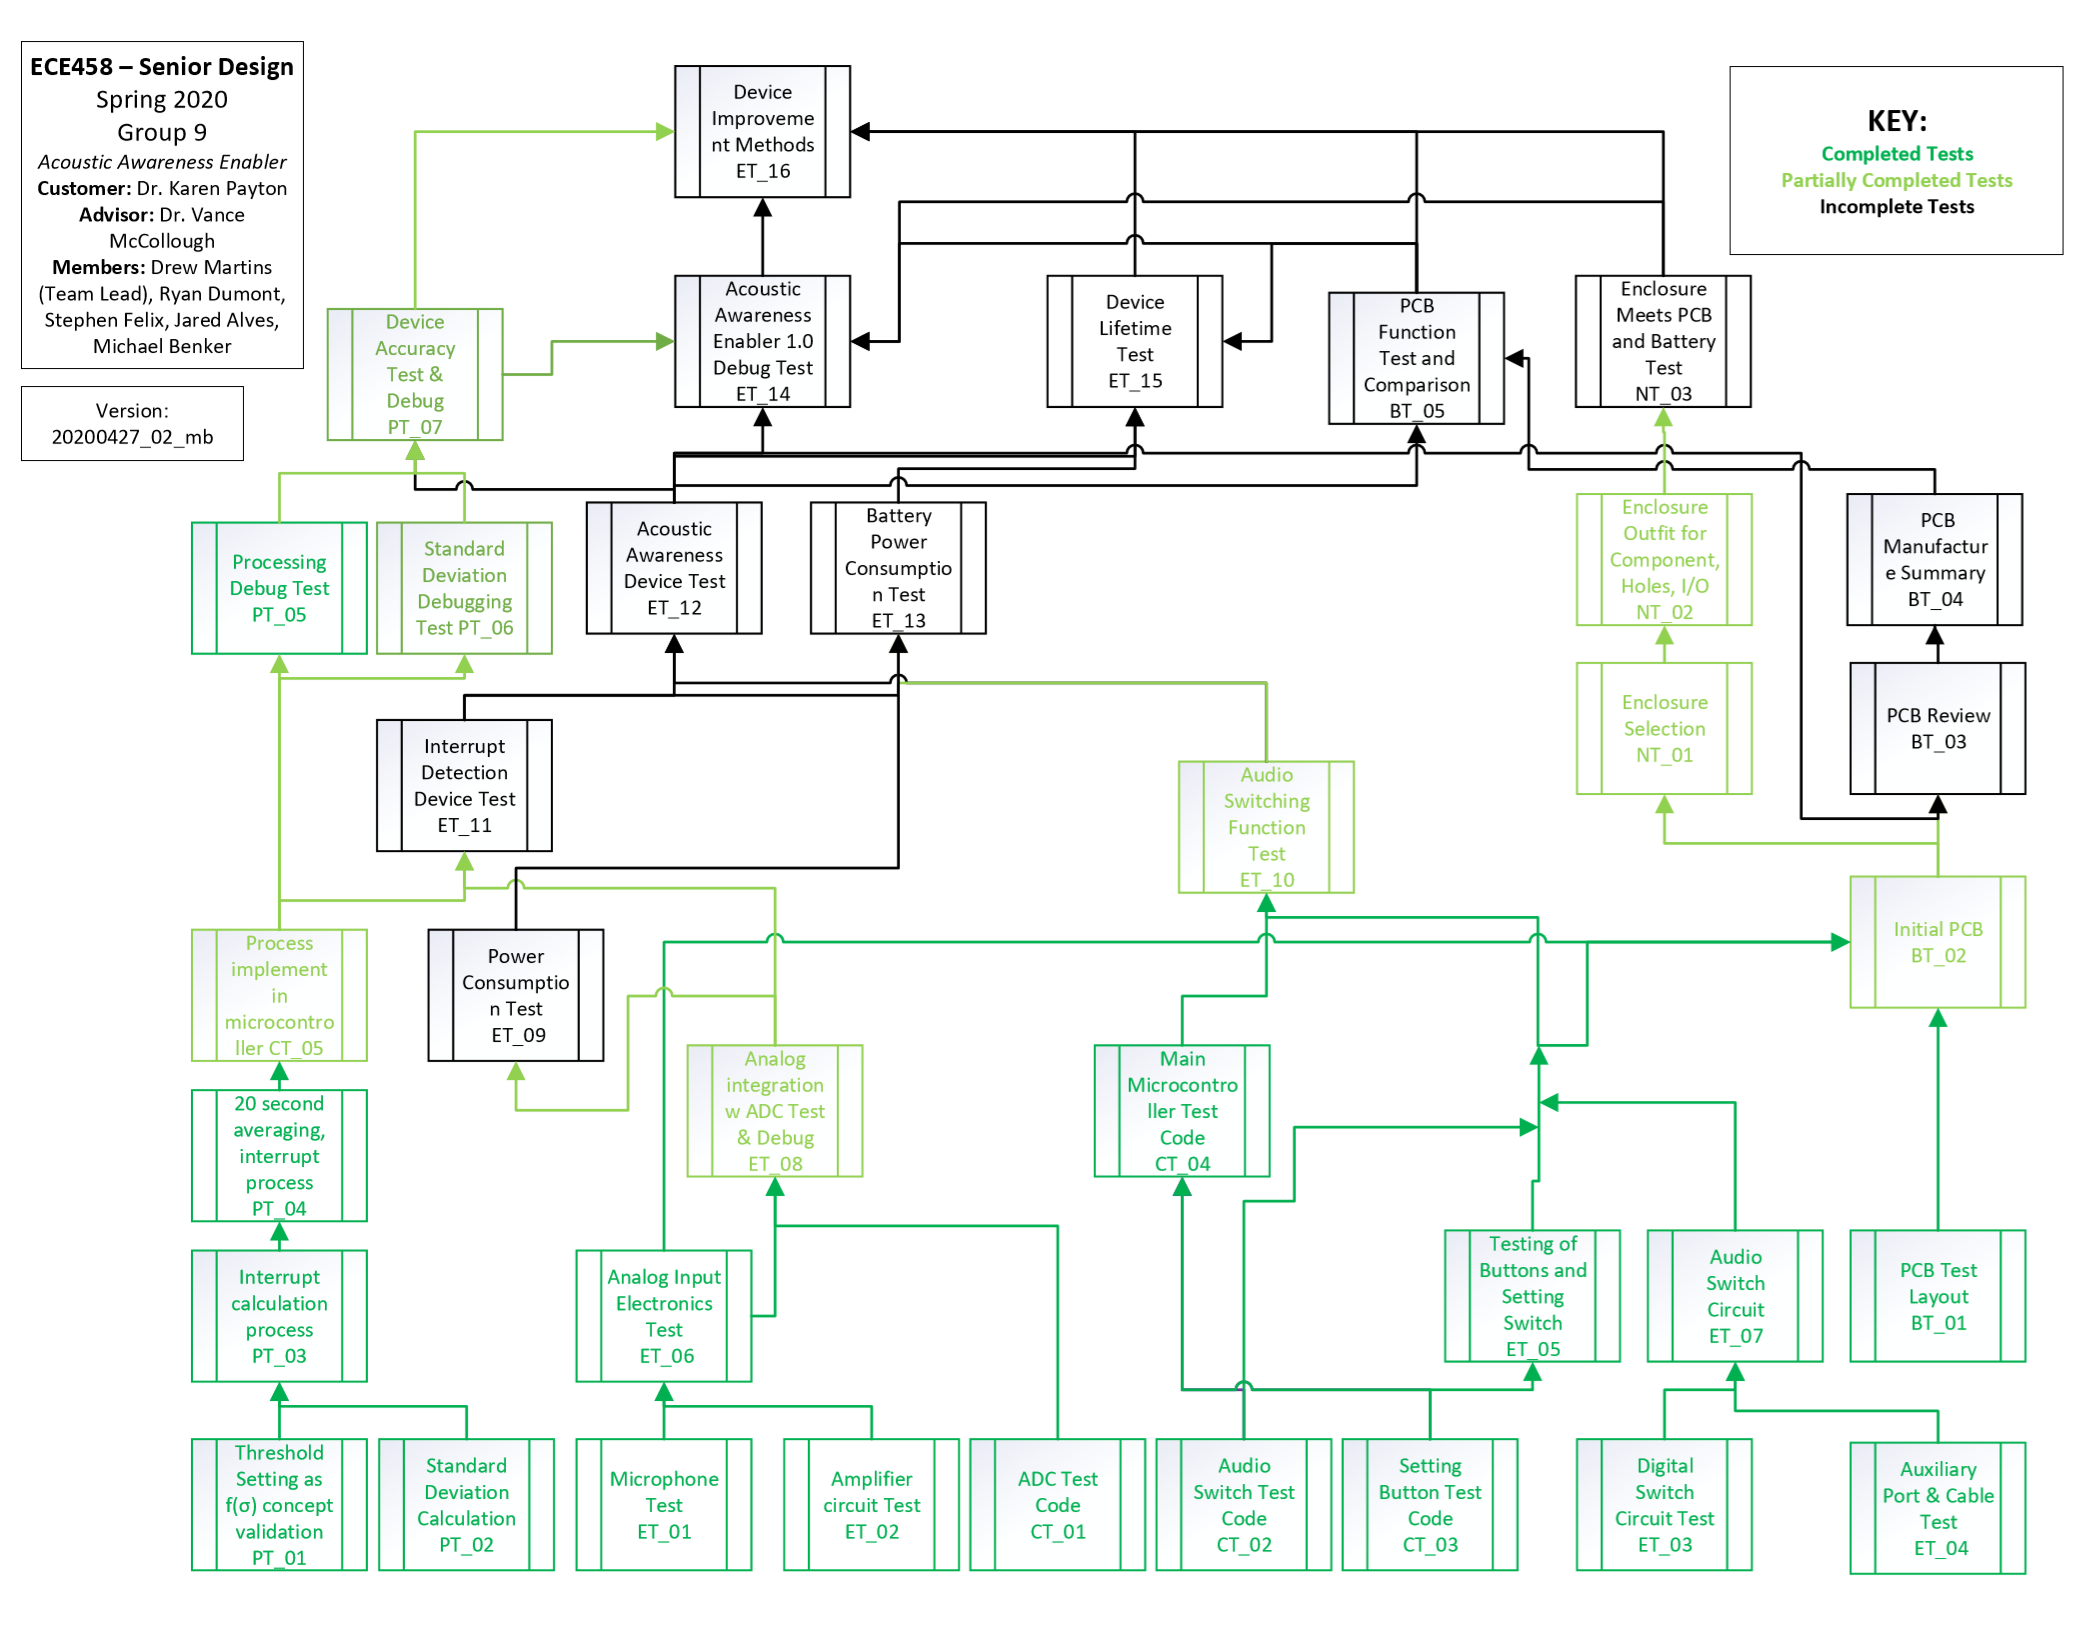 ECE458 – Senior Design
Spring 2020
Group 9
Acoustic Awareness Enabler
Customer: Dr. Karen Payton
Advisor: Dr. Vance
McCollough
Members: Drew Martins
(Team Lead), Ryan Dumont,
Stephen Felix, Jared Alves,
Michael Benker
Version:
20200427_02_mb
KEY:
Completed Tests
Partially Completed Tests
Incomplete Tests
Device
Improveme
nt Methods
ET_16
Device
Accuracy
Test &
Debug
PT_07
Acoustic
Awareness
Enabler 1.0
Debug Test
ET_14
Device
Lifetime
Test
ET_15
PCB
Function
Test and
Comparison
BT_05
Enclosure
Meets PCB
and Battery
Test
NT_03
Processing
Debug Test
PT_05
Standard
Deviation
Debugging
Test PT_06
Acoustic
Awareness
Device Test
ET_12
Battery
Power
Consumptio
n Test
ET_13
Enclosure
Outfit for
Component,
Holes, I/O
NT_02
PCB
Manufactur
e Summary
BT_04
Interrupt
Detection
Device Test
ET_11
Audio
Switching
Function
Test
ET_10
Enclosure
Selection
NT_01
PCB Review
BT_03
Process
implement
in
microcontro
ller CT_05
Power
Consumptio
n Test
ET_09
Initial PCB
BT_02
20 second
averaging,
interrupt
process
PT_04
Analog
integration
w ADC Test
& Debug
ET_08
Main
Microcontro
ller Test
Code
CT_04
Interrupt
calculation
process
PT_03
Analog Input
Electronics
Test
ET_06
Testing of
Buttons and
Setting
Switch
ET_05
Audio
Switch
Circuit
ET_07
PCB Test
Layout
BT_01
Threshold
Setting as
f(σ) concept
validation
PT_01
Standard
Deviation
Calculation
PT_02
Microphone
Test
ET_01
Amplifier
circuit Test
ET_02
ADC Test
Code
CT_01
Audio
Switch Test
Code
CT_02
Setting
Button Test
Code
CT_03
Digital
Switch
Circuit Test
ET_03
Auxiliary
Port & Cable
Test
ET_04